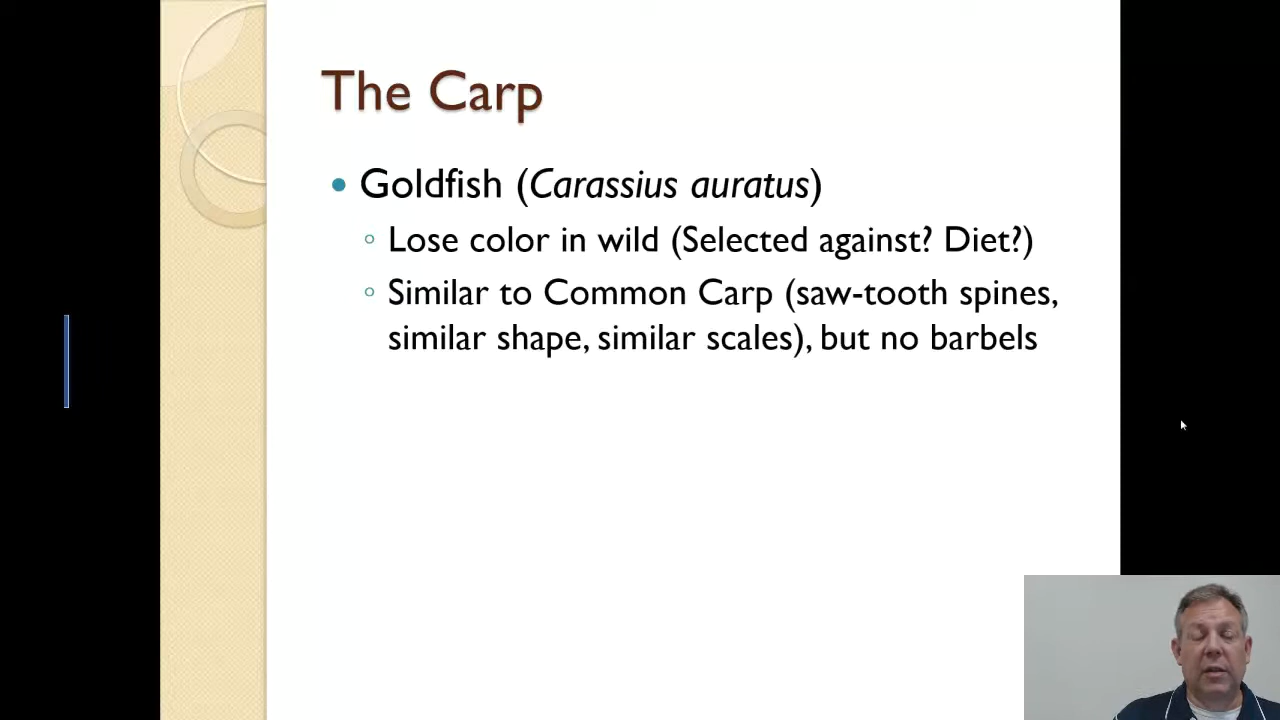 The Carp
• Goldfish (Carassius auratus)
◦ Lose color in wild (Selected against? Diet?)
◦ Similar to Common Carp (saw-tooth spines,
similar shape, similar scales), but no barbels